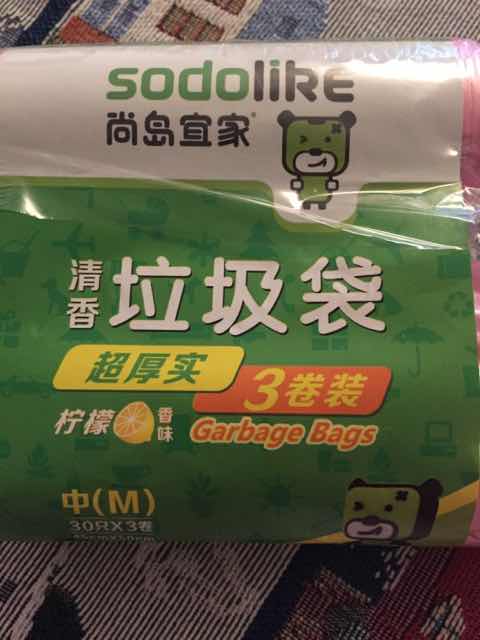 sodolike
尚岛宜家
清香
垃圾袋
超厚实
3卷装
柠檬
香味
Garbage Bags
中(M)
30只X3卷